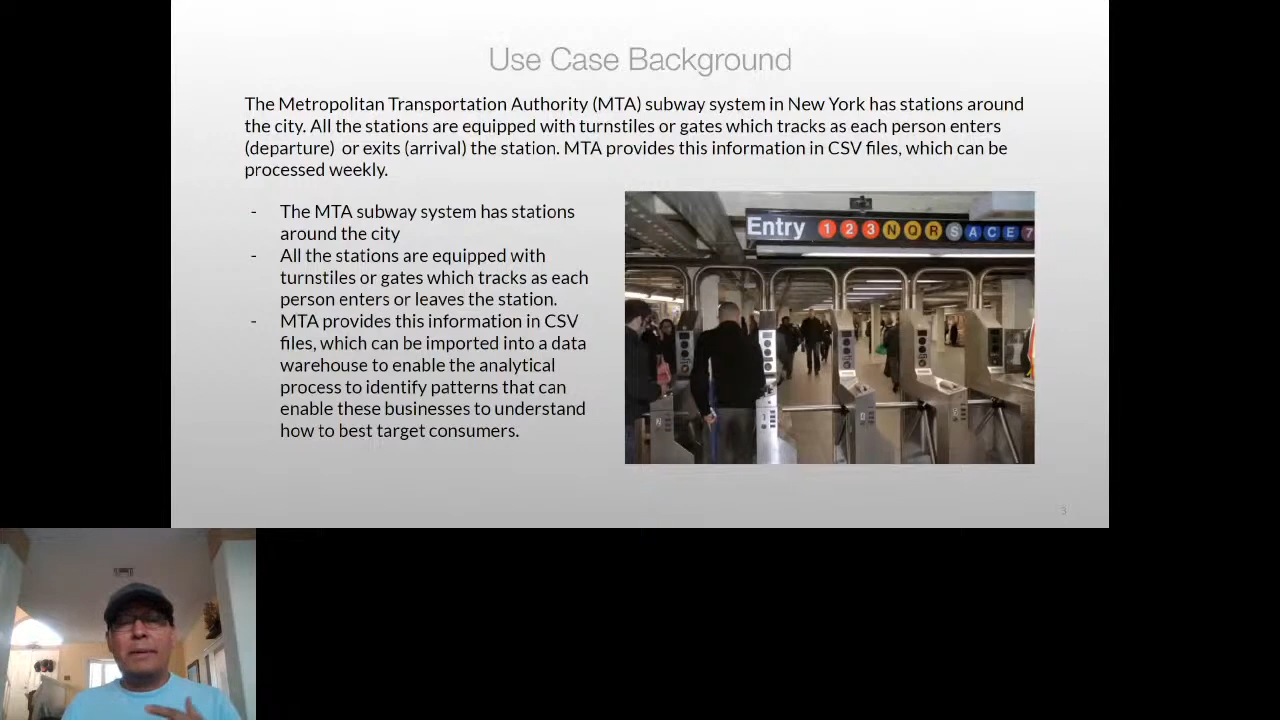 Use Case Background
The Metropolitan Transportation Authority (MTA) subway system in New York has stations around
the city. All the stations are equipped with turnstiles or gates which tracks as each person enters
(departure) or exits (arrival) the station. MTA provides this information in CSV files, which can be
processed weekly.
- The MTA subway system has stations
around the city
- All the stations are equipped with
turnstiles or gates which tracks as each
person enters or leaves the station.
- MTA provides this information in CSV
files, which can be imported into a data
warehouse to enable the analytical
process to identify patterns that can
enable these businesses to understand
how to best target consumers.
Entry 1 2 3 N Q R S A C E 7
3